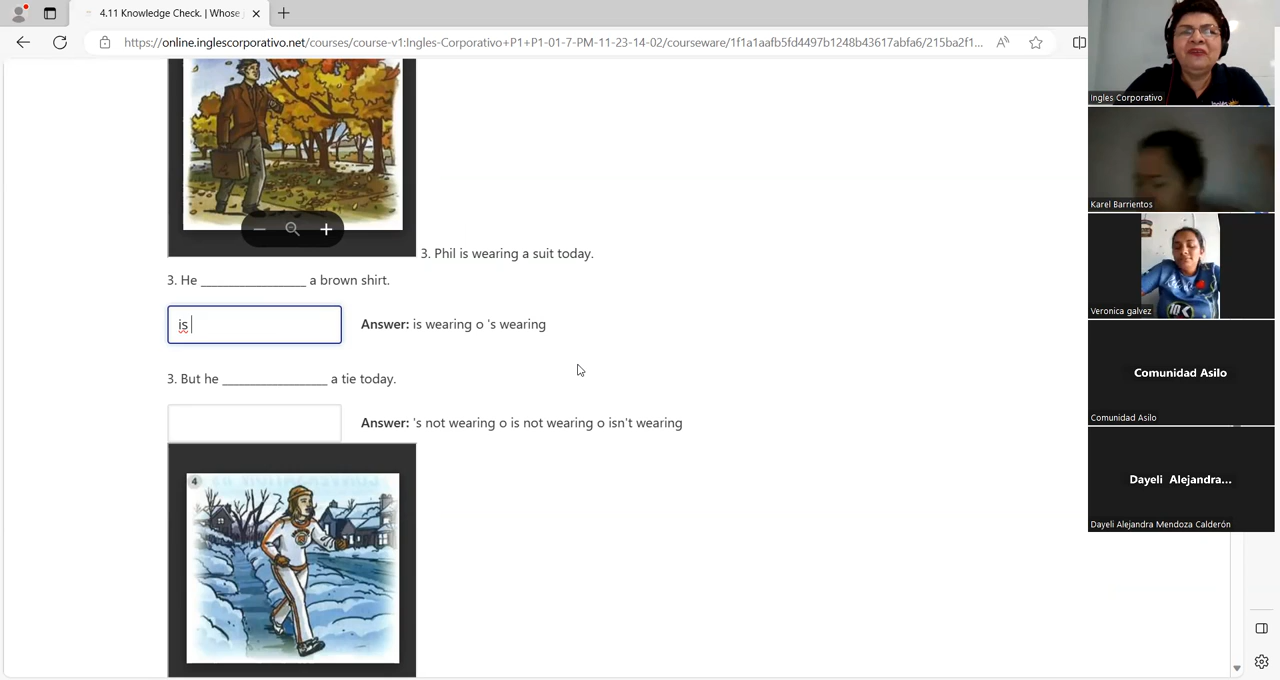 4.11 Knowledge Check. | Whose
https://online.inglescorporativo.net/courses/course-v1:Ingles-Corporativo+P1+P1-01-7-PM-11-23-14-02/courseware/1f1a1aafb5fd4497b1248b43617abfa6/215ba2f1...
3. Phil is wearing a suit today.
3. He ________________ a brown shirt.
is
Answer: is wearing o 's wearing
3. But he ________________ a tie today.
Answer: 's not wearing o is not wearing o isn't wearing
4
Ingles Corporativo
Karel Barrientos
Veronica galvez
Comunidad Asilo
Comunidad Asilo
Dayeli Alejandra...
Dayeli Alejandra Mendoza Calderón